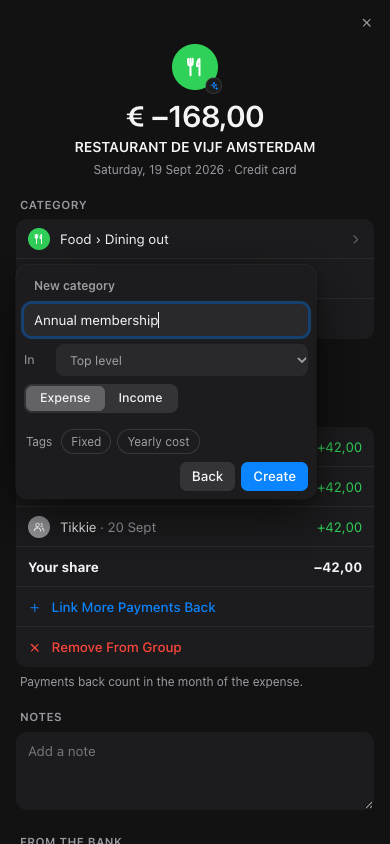 ×
€ −168,00
RESTAURANT DE VIJF AMSTERDAM
Saturday, 19 Sept 2026 · Credit card
CATEGORY
Food › Dining out
New category
Annual membership
In Top level
Expense Income
Tags Fixed Yearly cost
Back Create
+42,00
+42,00
Tikkie · 20 Sept +42,00
Your share −42,00
+ Link More Payments Back
× Remove From Group
Payments back count in the month of the expense.
NOTES
Add a note
FROM THE BANK